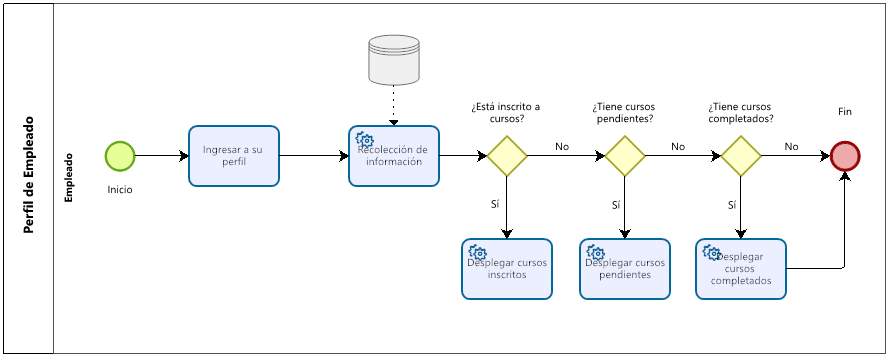 Perfil de Empleado
Empleado
Inicio
Ingresar a su
perfil
Recolección de
información
¿Está inscrito a
cursos?
No
Sí
Desplegar cursos
inscritos
¿Tiene cursos
pendientes?
No
Sí
Desplegar cursos
pendientes
¿Tiene cursos
completados?
No
Sí
Desplegar
cursos
completados
Fin